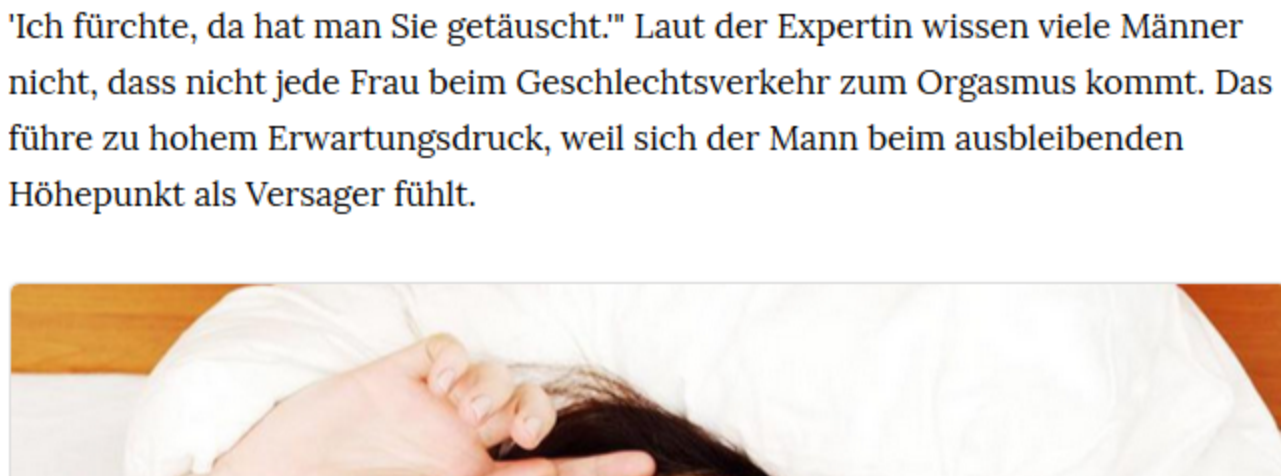 'Ich fürchte, da hat man Sie getäuscht.'" Laut der Expertin wissen viele Männer
nicht, dass nicht jede Frau beim Geschlechtsverkehr zum Orgasmus kommt. Das
führe zu hohem Erwartungsdruck, weil sich der Mann beim ausbleibenden
Höhepunkt als Versager fühlt.